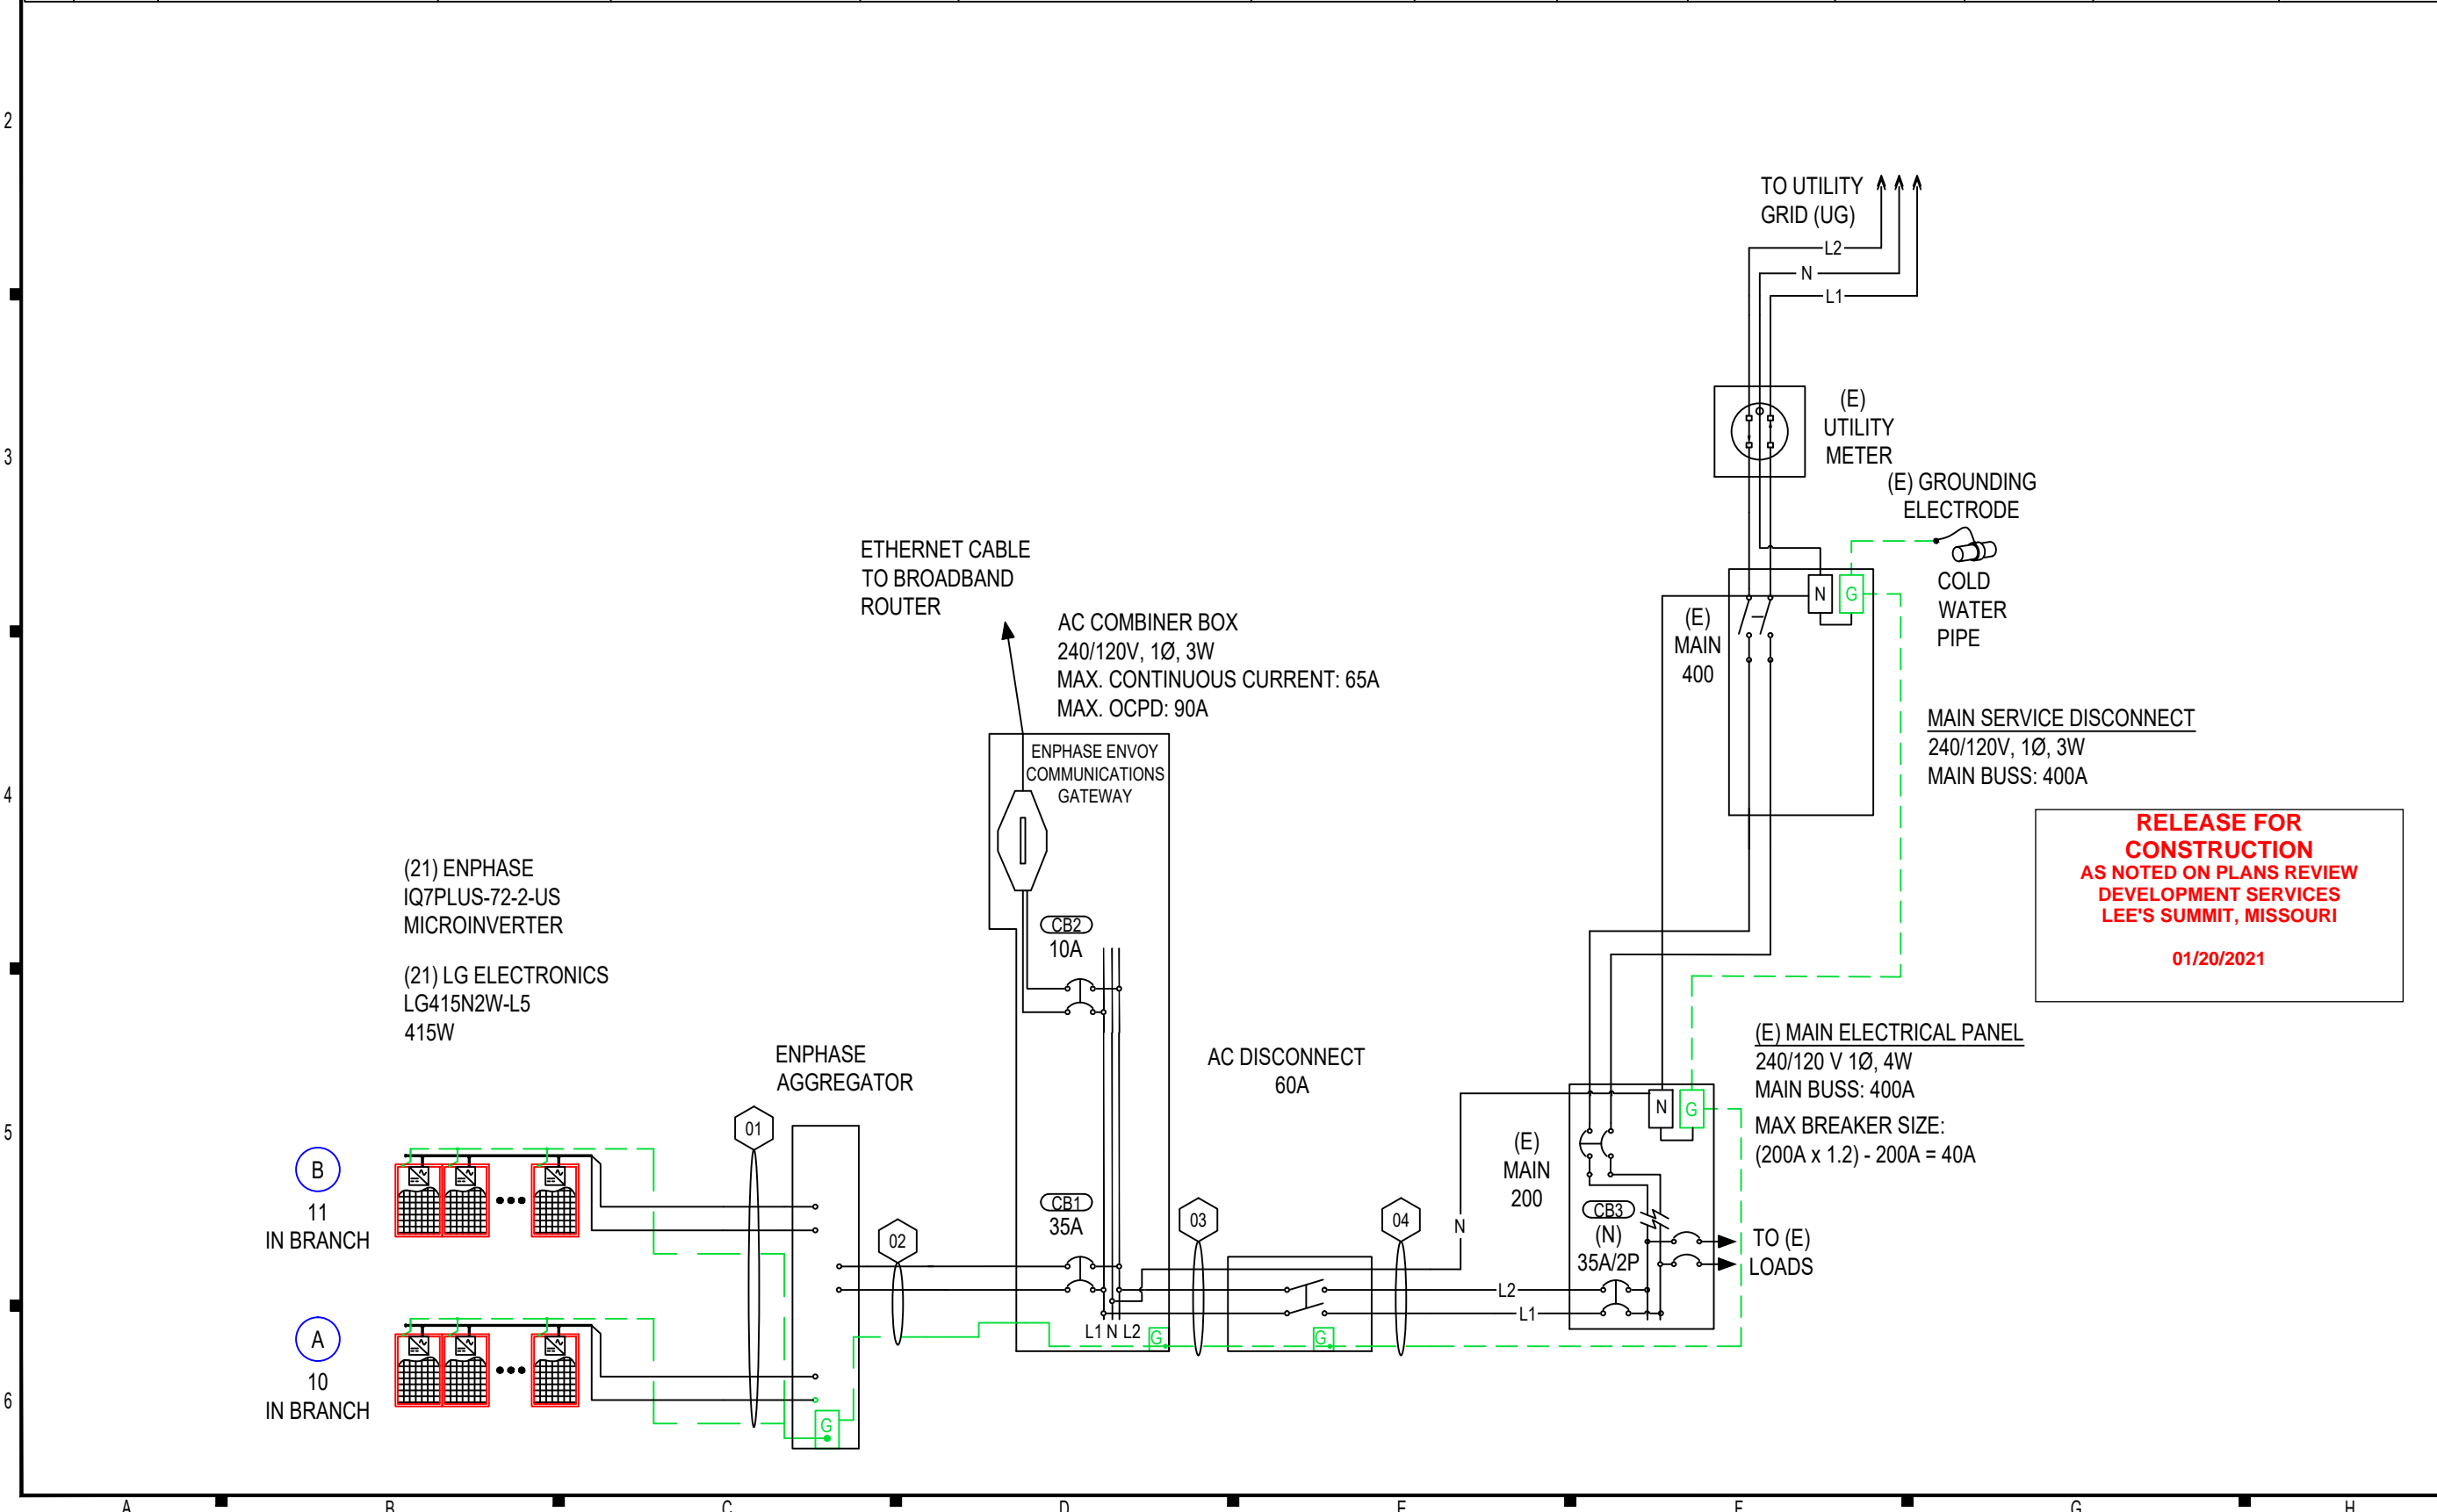 2
TO UTILITY
GRID (UG)
L2
N
L1
3
(E)
UTILITY
METER
(E) GROUNDING
ELECTRODE
COLD
WATER
PIPE
N
G
(E)
MAIN
400
MAIN SERVICE DISCONNECT
240/120V, 1Ø, 3W
MAIN BUSS: 400A
ETHERNET CABLE
TO BROADBAND
ROUTER
AC COMBINER BOX
240/120V, 1Ø, 3W
MAX. CONTINUOUS CURRENT: 65A
MAX. OCPD: 90A
ENPHASE ENVOY
COMMUNICATIONS
GATEWAY
4
RELEASE FOR
CONSTRUCTION
AS NOTED ON PLANS REVIEW
DEVELOPMENT SERVICES
LEE'S SUMMIT, MISSOURI
01/20/2021
(21) ENPHASE
IQ7PLUS-72-2-US
MICROINVERTER
(21) LG ELECTRONICS
LG415N2W-L5
415W
CB2
10A
ENPHASE
AGGREGATOR
AC DISCONNECT
60A
(E) MAIN ELECTRICAL PANEL
240/120 V 1Ø, 4W
MAIN BUSS: 400A
MAX BREAKER SIZE:
(200A x 1.2) - 200A = 40A
N
G
5
01
B
11
IN BRANCH
02
CB1
35A
03
04
N
(E)
MAIN
200
CB3
(N)
35A/2P
TO (E)
LOADS
L2
L1
L1 N L2
G
G
A
10
IN BRANCH
G
6
A
B
C
D
E
F
G
H